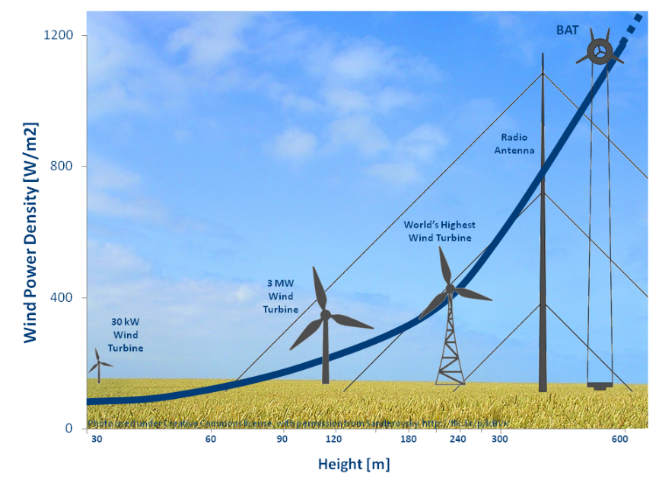 1200
BAT
Radio
Antenna
800
World's Highest
Wind Turbine
3 MW
Wind
Turbine
400
30 kW
Wind
Turbine
Wind Power Density [W/m2]
0
30 60 90 120 180 240 300 600
Height [m]